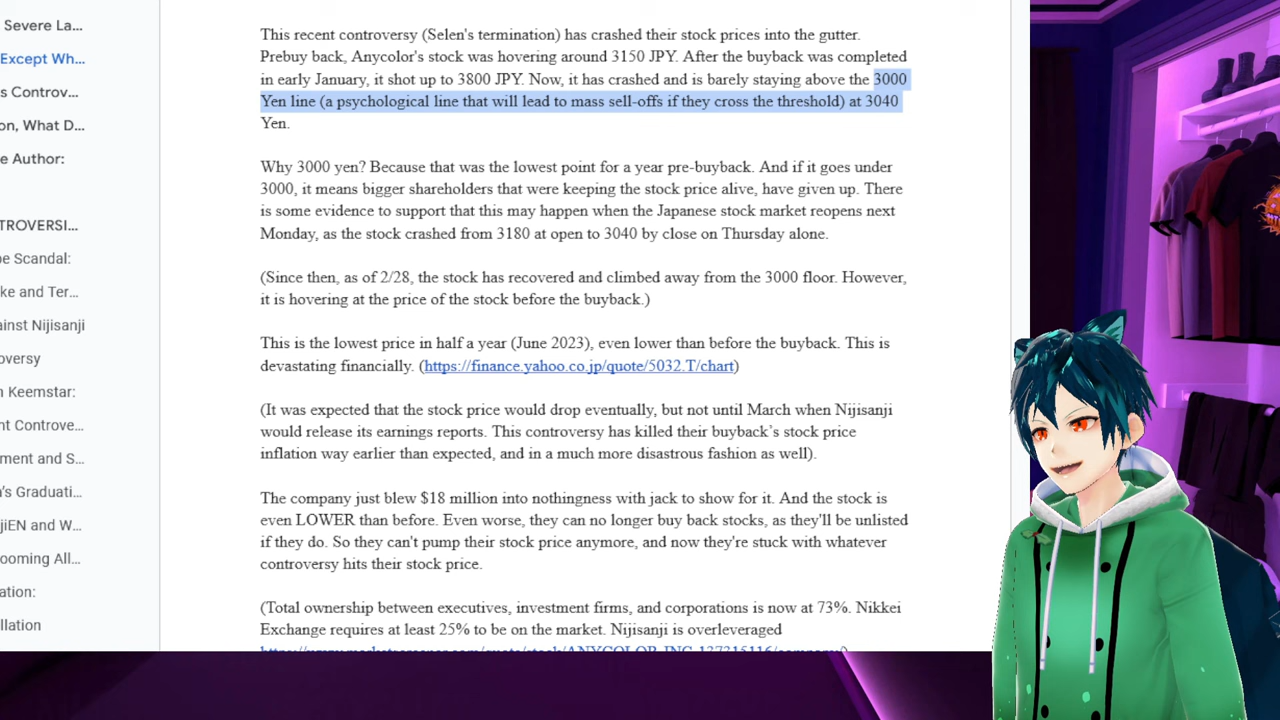 Severe La...
Except Wh...
s Controv...
on, What D...
e Author:
TROVERSI...
be Scandal:
ke and Ter...
ainst Nijisanji
oversy
n Keemstar:
nt Controve...
ment and S...
a's Graduati...
jiEN and W...
ooming All...
ation:
llation
This recent controversy (Selen's termination) has crashed their stock prices into the gutter.
Prebuy back, Anycolor's stock was hovering around 3150 JPY. After the buyback was completed
in early January, it shot up to 3800 JPY. Now, it has crashed and is barely staying above the 3000
Yen line (a psychological line that will lead to mass sell-offs if they cross the threshold) at 3040
Yen.
Why 3000 yen? Because that was the lowest point for a year pre-buyback. And if it goes under
3000, it means bigger shareholders that were keeping the stock price alive, have given up. There
is some evidence to support that this may happen when the Japanese stock market reopens next
Monday, as the stock crashed from 3180 at open to 3040 by close on Thursday alone.
(Since then, as of 2/28, the stock has recovered and climbed away from the 3000 floor. However,
it is hovering at the price of the stock before the buyback.)
This is the lowest price in half a year (June 2023), even lower than before the buyback. This is
devastating financially. (https://finance.yahoo.co.jp/quote/5032.T/chart)
(It was expected that the stock price would drop eventually, but not until March when Nijisanji
would release its earnings reports. This controversy has killed their buyback's stock price
inflation way earlier than expected, and in a much more disastrous fashion as well).
The company just blew $18 million into nothingness with jack to show for it. And the stock is
even LOWER than before. Even worse, they can no longer buy back stocks, as they'll be unlisted
if they do. So they can't pump their stock price anymore, and now they're stuck with whatever
controversy hits their stock price.
(Total ownership between executives, investment firms, and corporations is now at 73%. Nikkei
Exchange requires at least 25% to be on the market. Nijisanji is overleveraged